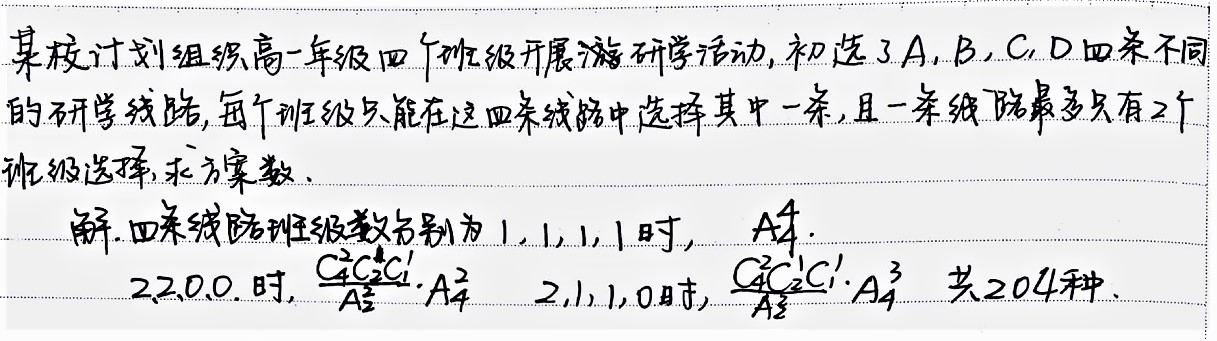 某校计划组织高一年级四个班级开展游研学活动,初选了A,B,C,D四条不同
的研学线路,每个班级只能在这四条线路中选择其中一条,且一条线路最多只有2个
班级选择,求方案数.
解.四条线路班级数分别为1,1,1,1时, A_4^4.
2,2,0,0.时, \frac{C_4^2C_2^1C_1^1}{A_2^2}·A_4^2 2,1,1,0时, \frac{C_4^2C_2^1C_1^1}{A_2^2}·A_4^3 共204种.